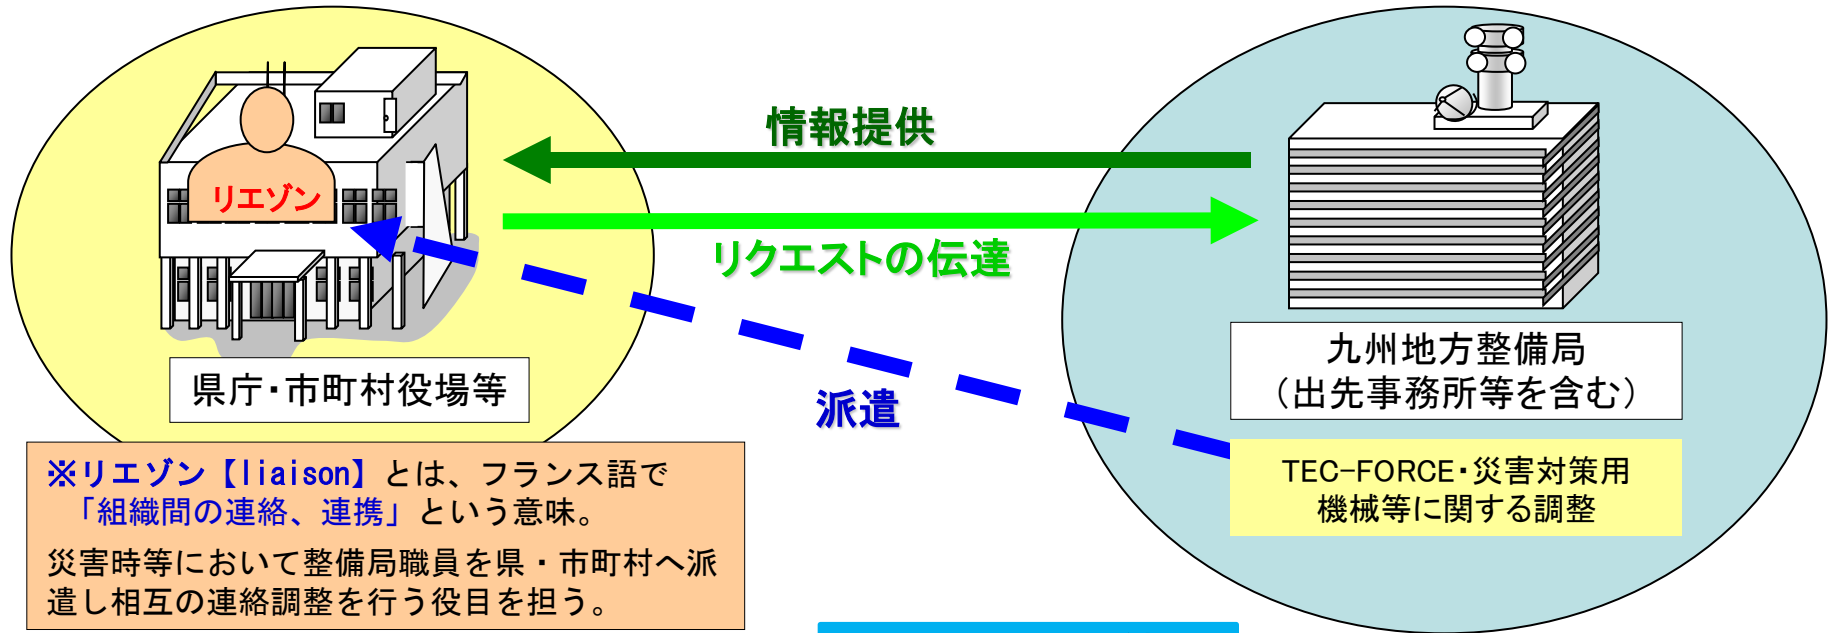 情報提供
リエゾン
リクエストの伝達
県庁・市町村役場等
派遣
九州地方整備局
（出先事務所等を含む）
TEC-FORCE・災害対策用
機械等に関する調整
※リエゾン【liaison】とは、フランス語で
「組織間の連絡、連携」という意味。
災害時等において整備局職員を県・市町村へ派
遣し相互の連絡調整を行う役目を担う。